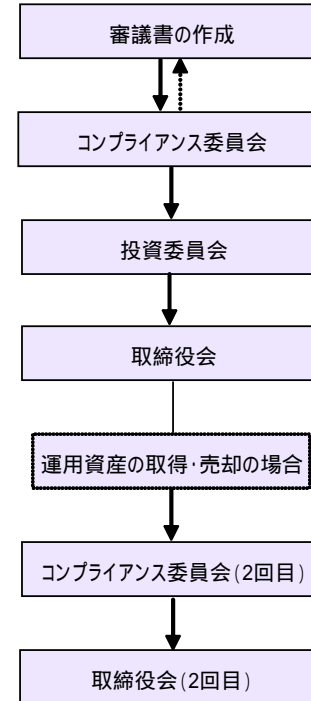 審議書の作成
コンプライアンス委員会
投資委員会
取締役会
運用資産の取得･売却の場合
コンプライアンス委員会(2回目)
取締役会(2回目)